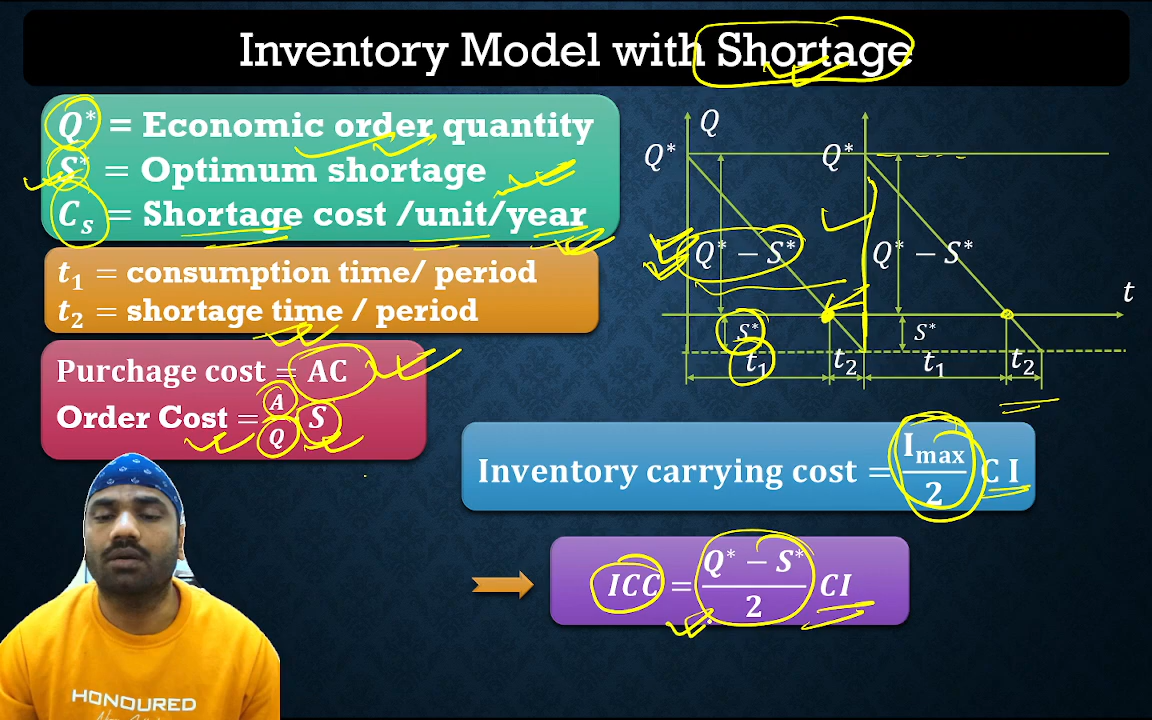 Inventory Model with Shortage
Q* = Economic order quantity
S* = Optimum shortage
Cₛ = Shortage cost /unit/year
t₁ = consumption time/ period
t₂ = shortage time / period
Purchage cost = AC
Order Cost = A/Q S
Q
Q* Q*
Q* − S* Q* − S*
t
S* S*
t₁ t₂ t₁ t₂
Inventory carrying cost = Iₘₐₓ/2 C I
ICC = Q* − S*/2 CI
HONOURED